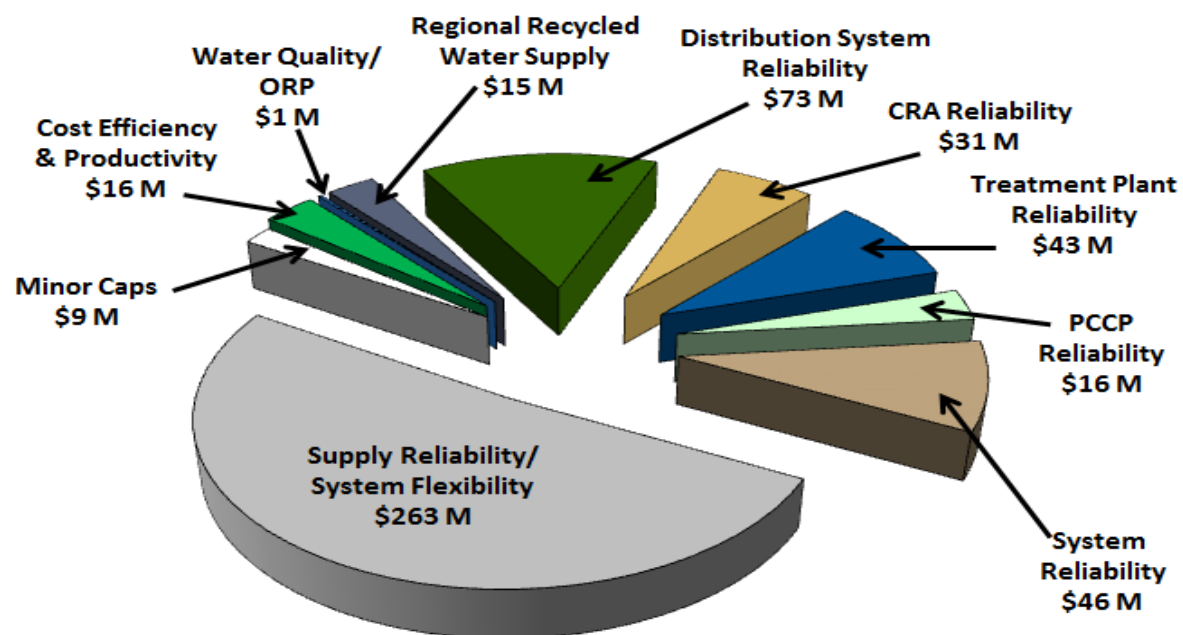 Regional Recycled
Water Supply
$15 M
Distribution System
Reliability
$73 M
Water Quality/
ORP
$1 M
CRA Reliability
$31 M
Cost Efficiency
& Productivity
$16 M
Treatment Plant
Reliability
$43 M
Minor Caps
$9 M
PCCP
Reliability
$16 M
Supply Reliability/
System Flexibility
$263 M
System
Reliability
$46 M